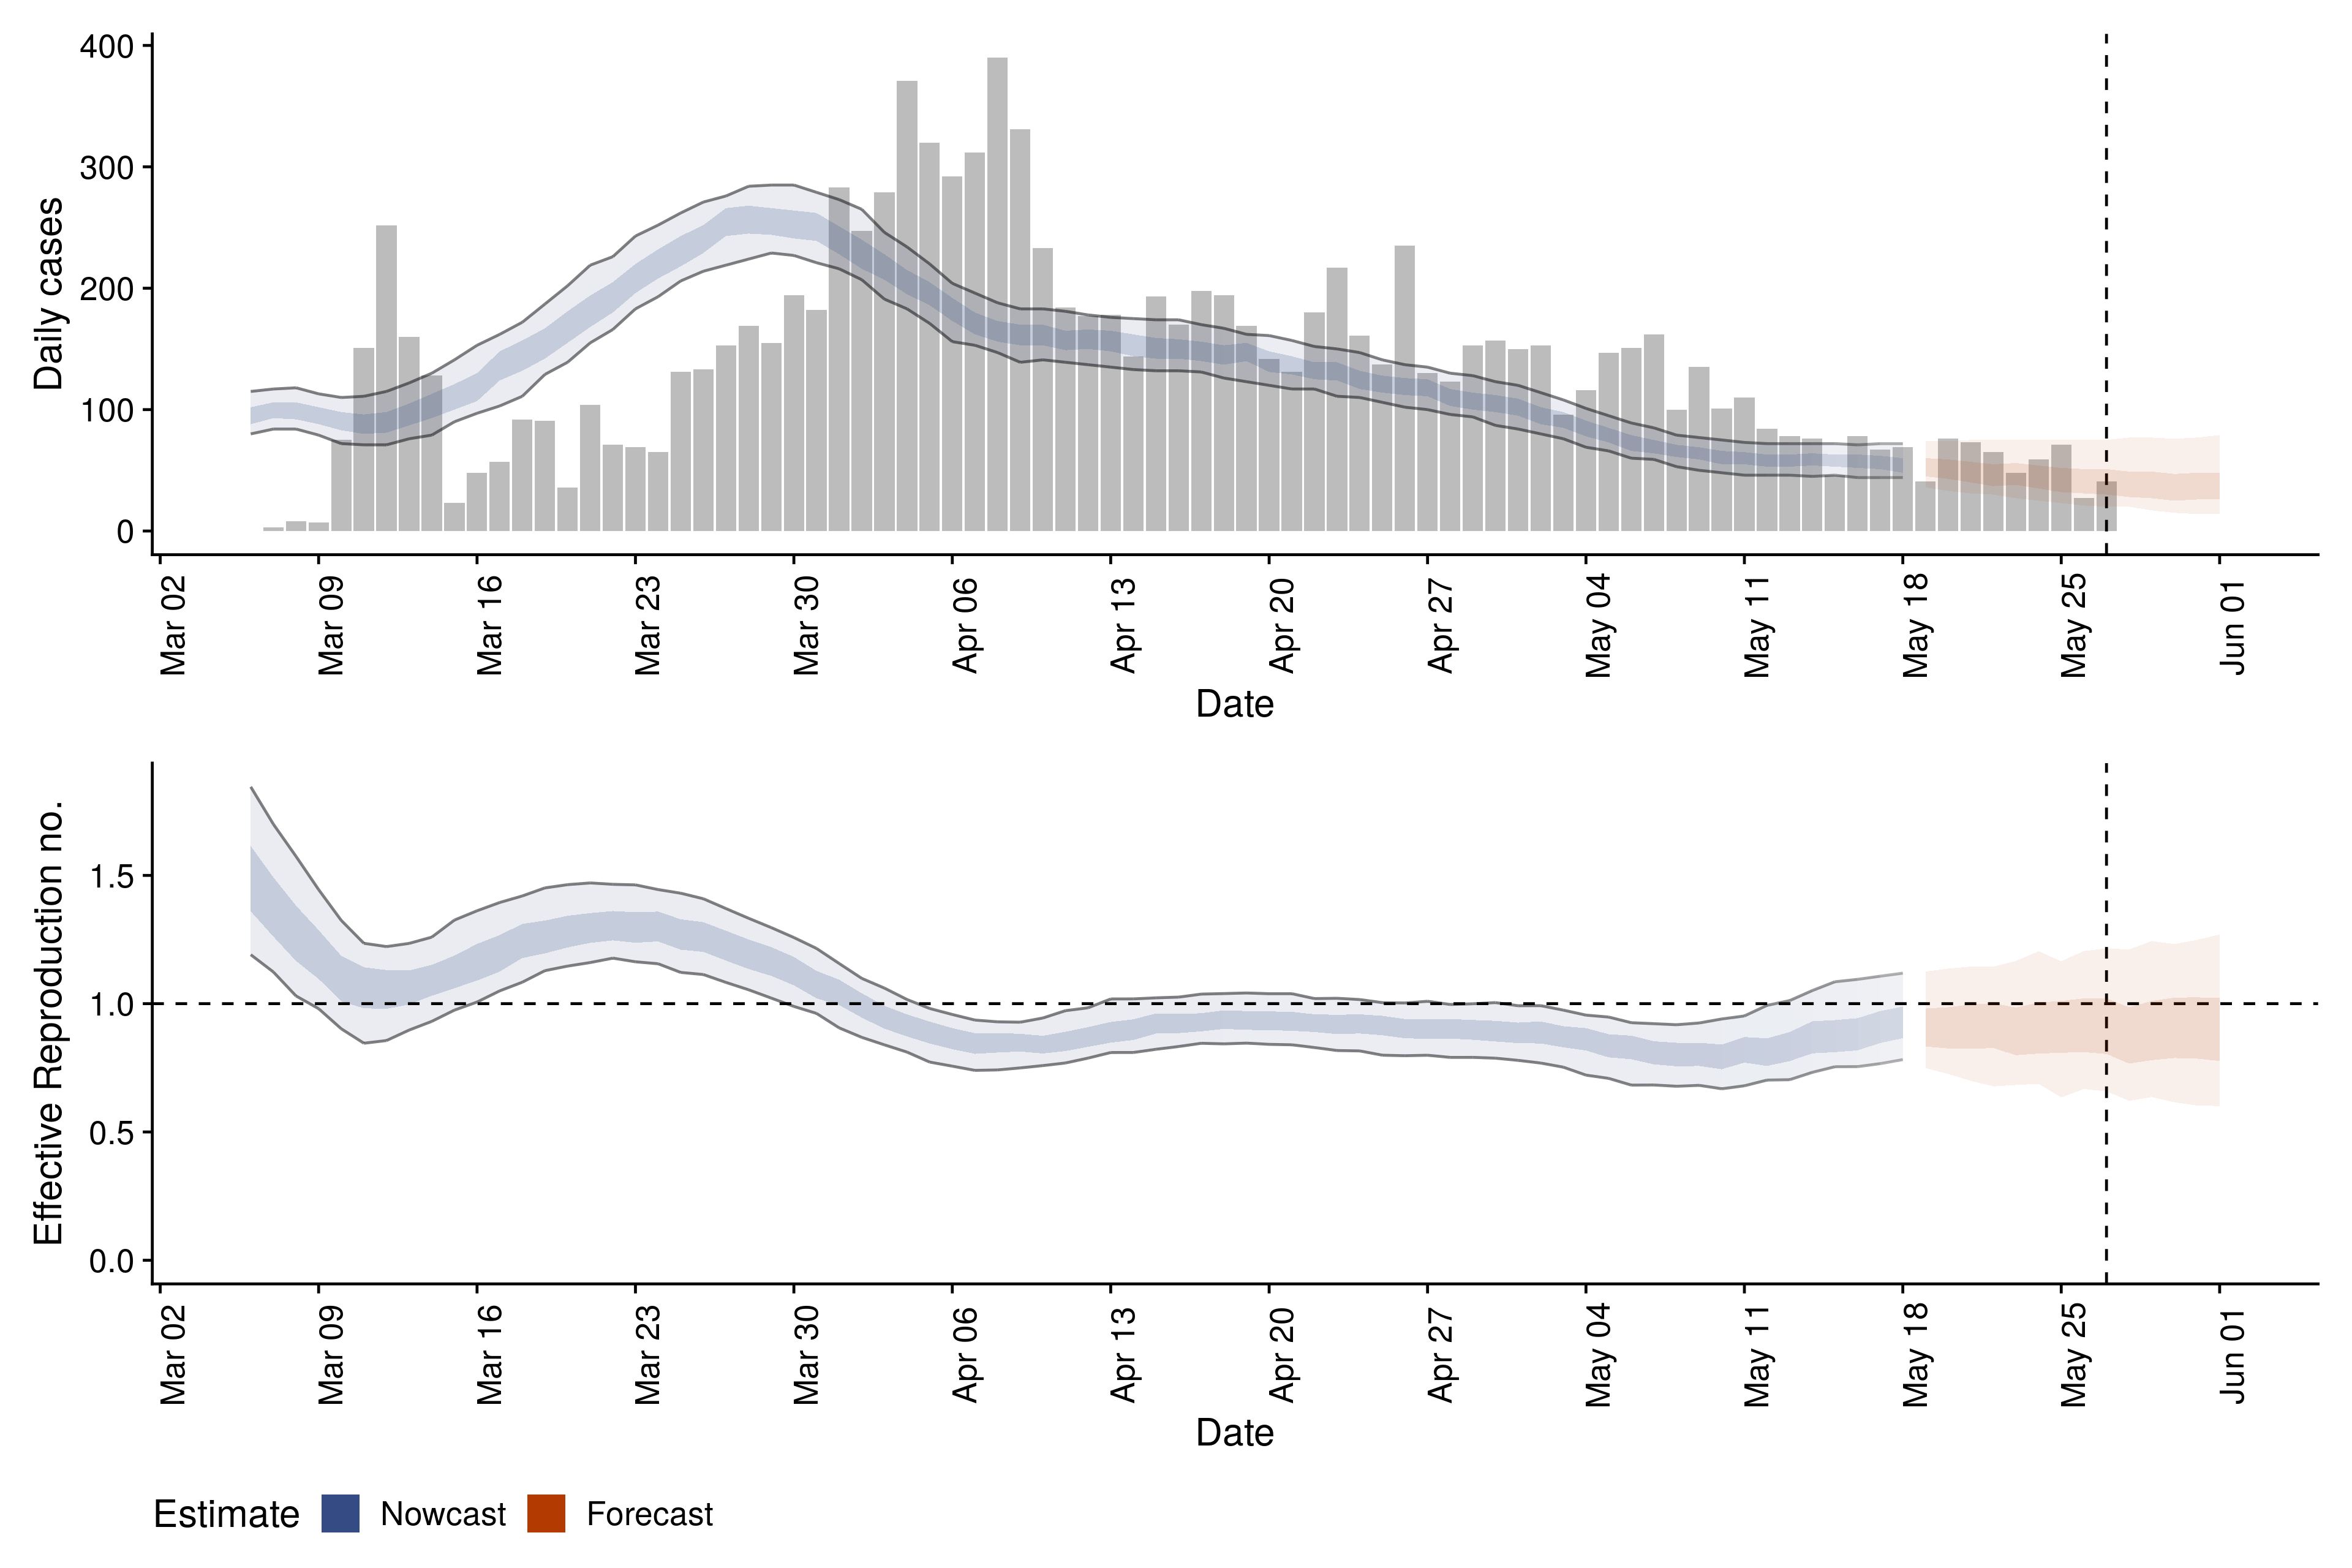 400
300
200
100
0
Daily cases
Mar 02
Mar 09
Mar 16
Mar 23
Mar 30
Apr 06
Apr 13
Apr 20
Apr 27
May 04
May 11
May 18
May 25
Jun 01
Date
1.5
1.0
0.5
0.0
Effective Reproduction no.
Mar 02
Mar 09
Mar 16
Mar 23
Mar 30
Apr 06
Apr 13
Apr 20
Apr 27
May 04
May 11
May 18
May 25
Jun 01
Date
Estimate Nowcast Forecast